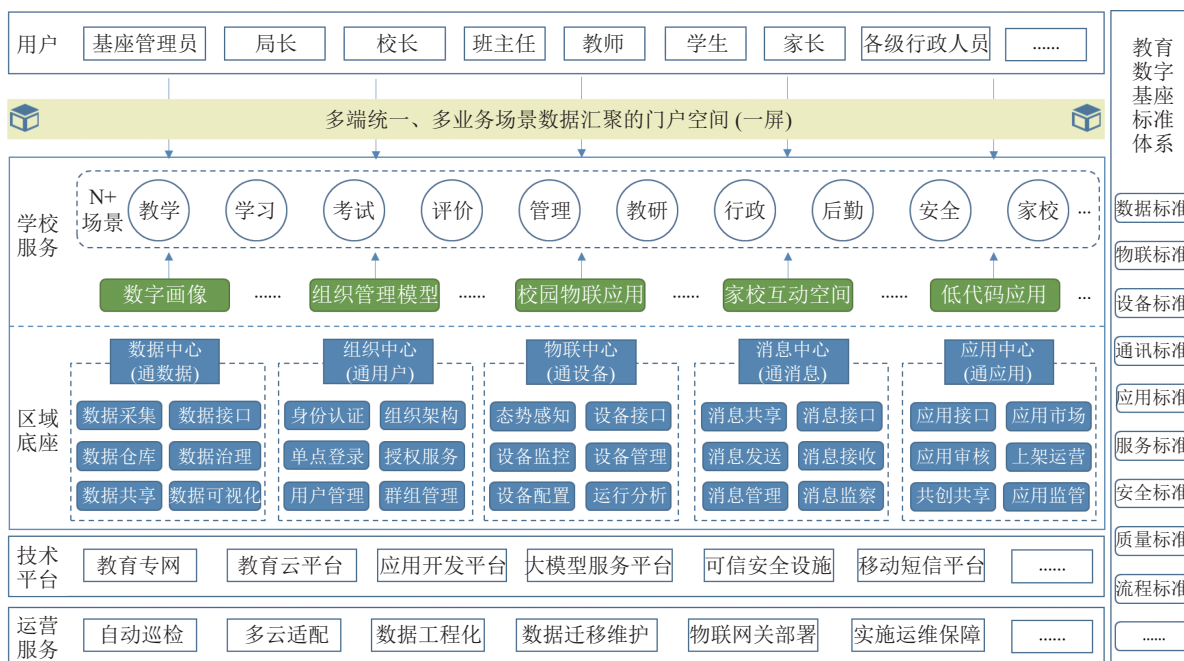 用户
基座管理员
局长
校长
班主任
教师
学生
家长
各级行政人员
......
多端统一、多业务场景数据汇聚的门户空间 (一屏)
学校
服务
N+
场景
教学
学习
考试
评价
管理
教研
行政
后勤
安全
家校
...
数字画像
......
组织管理模型
......
校园物联应用
......
家校互动空间
......
低代码应用
...
区域
底座
数据中心
(通数据)
数据采集
数据接口
数据仓库
数据治理
数据共享
数据可视化
组织中心
(通用户)
身份认证
组织架构
单点登录
授权服务
用户管理
群组管理
物联中心
(通设备)
态势感知
设备接口
设备监控
设备管理
设备配置
运行分析
消息中心
(通消息)
消息共享
消息接口
消息发送
消息接收
消息管理
消息监察
应用中心
(通应用)
应用接口
应用市场
应用审核
上架运营
共创共享
应用监管
技术
平台
教育专网
教育云平台
应用开发平台
大模型服务平台
可信安全设施
移动短信平台
......
运营
服务
自动巡检
多云适配
数据工程化
数据迁移维护
物联网关部署
实施运维保障
......
教育
数字
基座
标准
体系
数据标准
物联标准
设备标准
通讯标准
应用标准
服务标准
安全标准
质量标准
流程标准
......